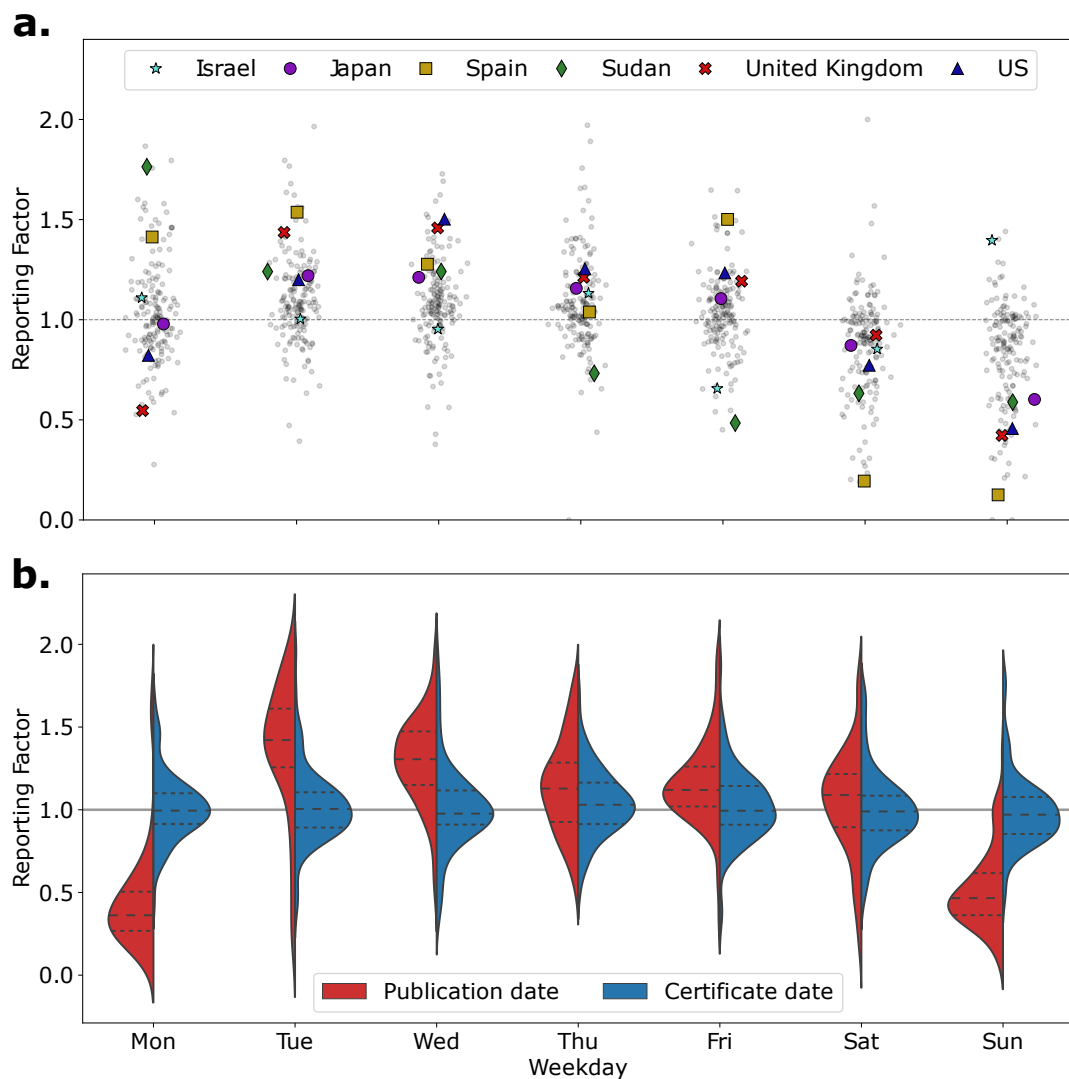 a.
Israel Japan Spain Sudan United Kingdom US
2.0
1.5
1.0
0.5
0.0
Reporting Factor
b.
2.0
1.5
1.0
0.5
0.0
Reporting Factor
Publication date Certificate date
Mon Tue Wed Thu Fri Sat Sun
Weekday